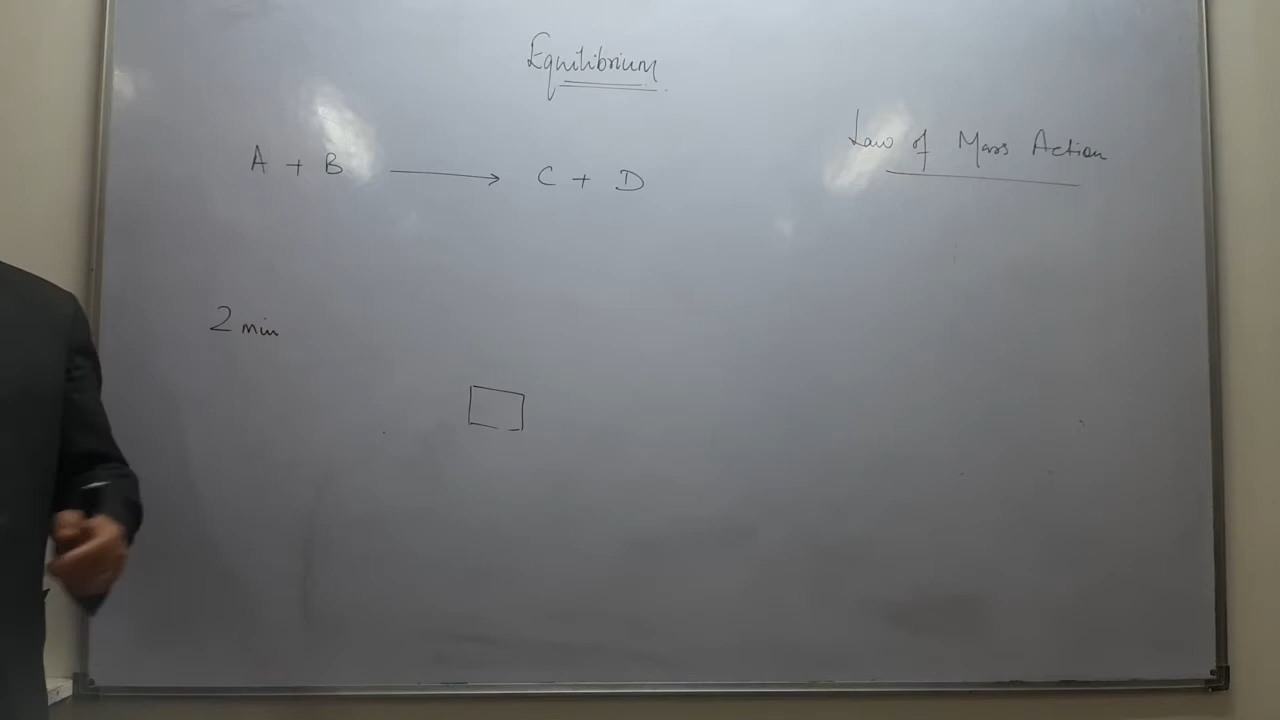 Equilibrium
Law of Mass Action
A + B ⟶ C + D
2 min